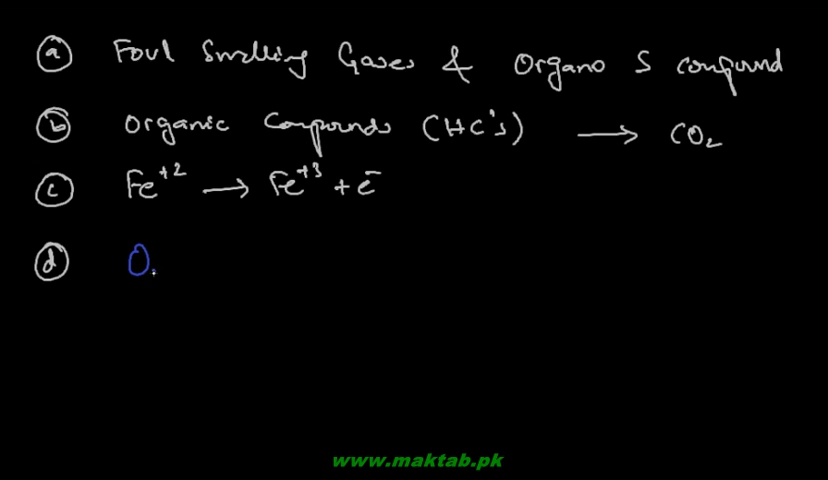 (a) Foul Smelling Gases & Organo S compound
(b) Organic Compounds (HC's) → CO₂
(c) Fe⁺² → Fe⁺³ + e⁻
(d) O
www.maktab.pk